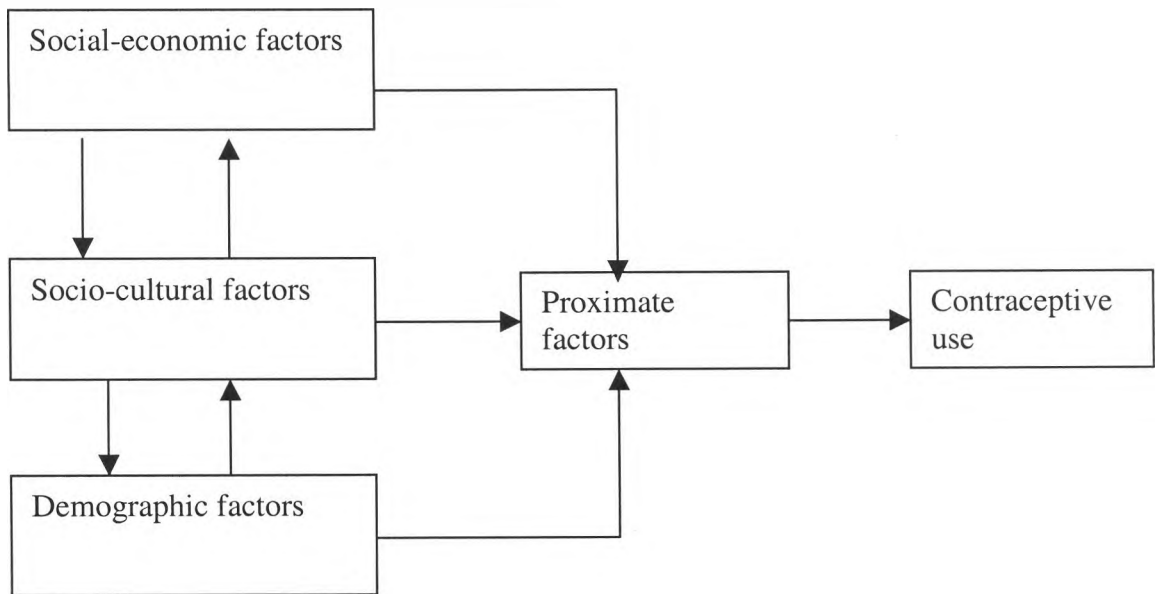 Social-economic factors
Socio-cultural factors
Proximate
factors
Contraceptive
use
Demographic factors